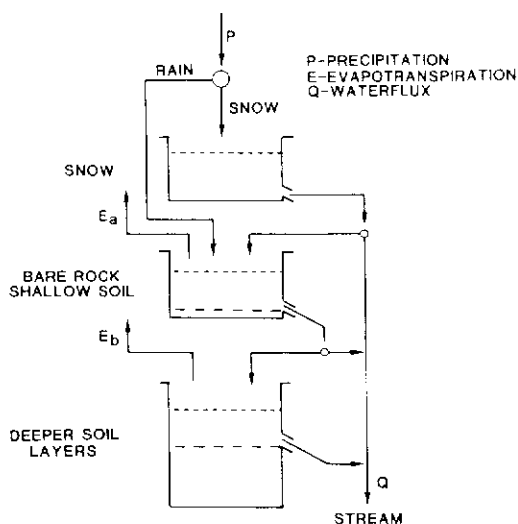 P
P-PRECIPITATION
E-EVAPOTRANSPIRATION
Q-WATERFLUX
RAIN
SNOW
SNOW
Ea
BARE ROCK
SHALLOW SOIL
Eb
DEEPER SOIL
LAYERS
Q
STREAM